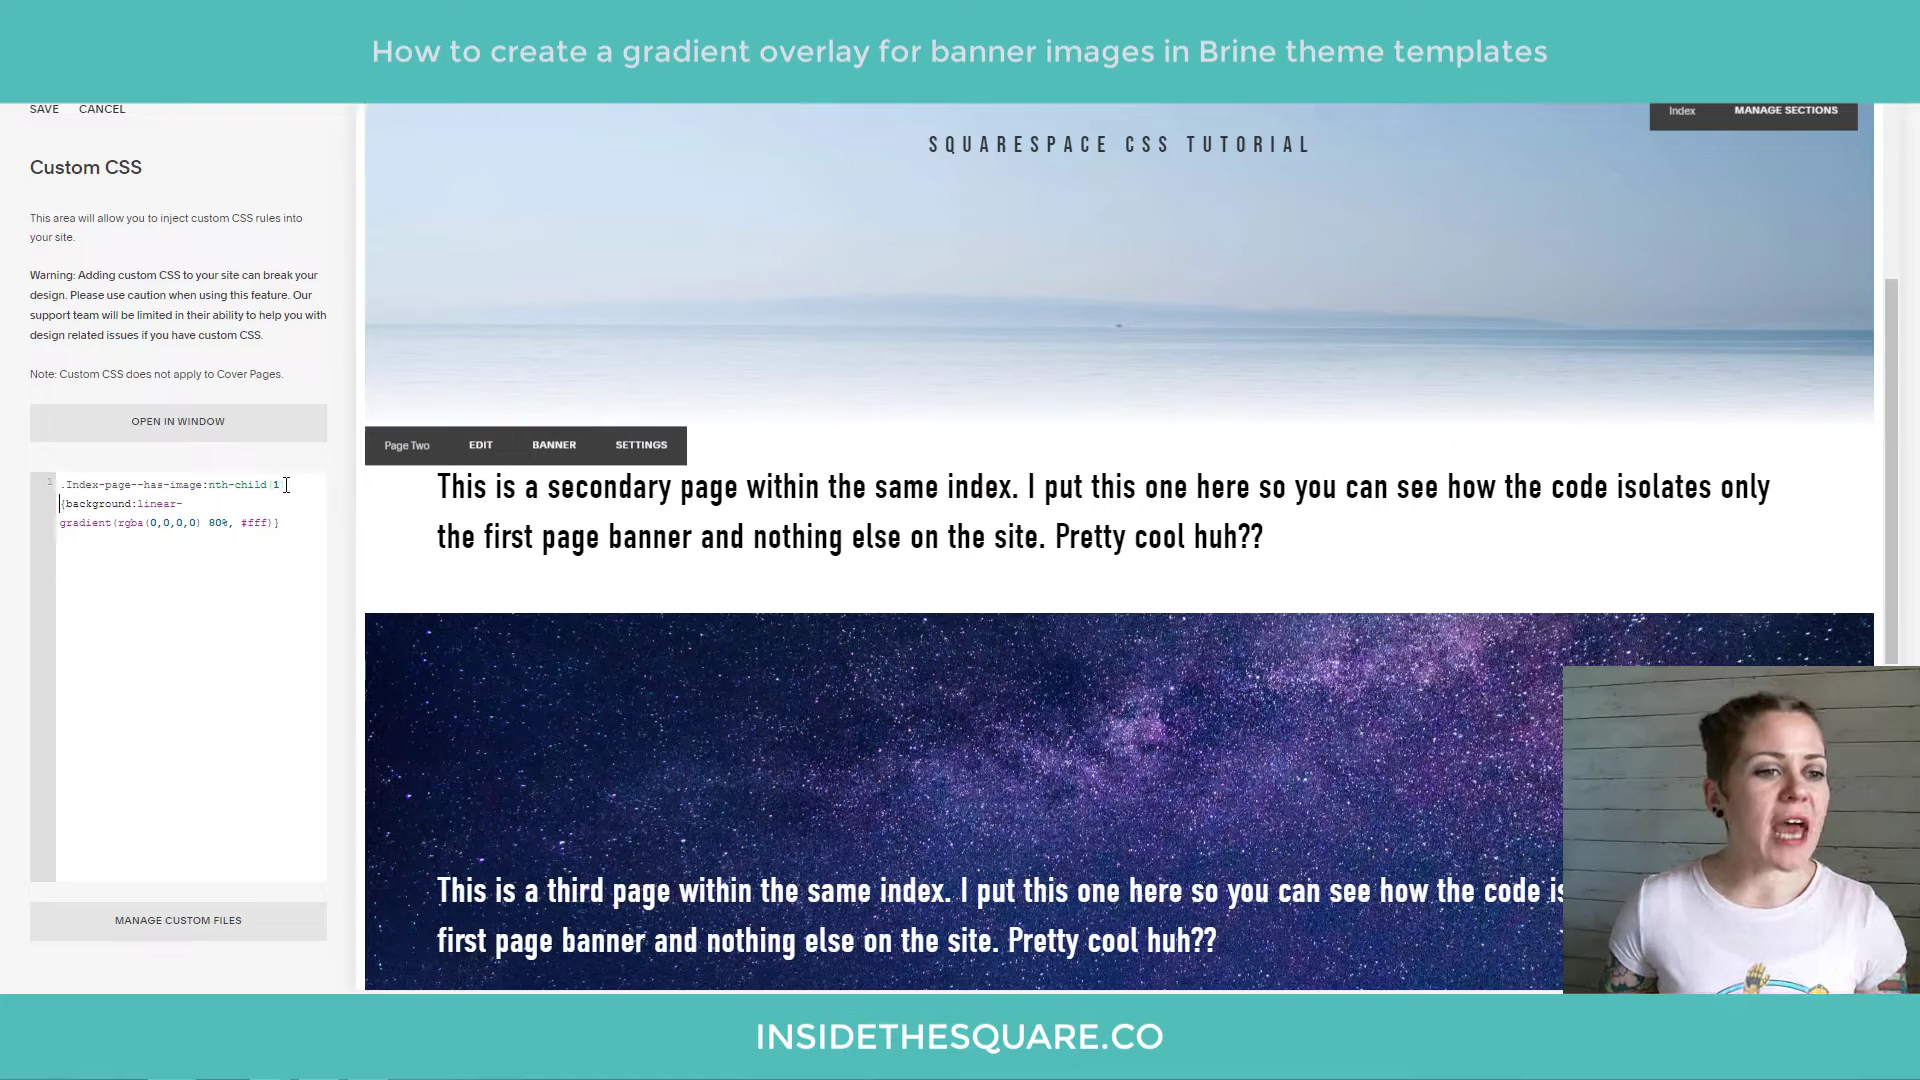 How to create a gradient overlay for banner images in Brine theme templates
SAVE CANCEL
Index MANAGE SECTIONS
SQUARESPACE CSS TUTORIAL
Custom CSS
This area will allow you to inject custom CSS rules into
your site.
Warning: Adding custom CSS to your site can break your
design. Please use caution when using this feature. Our
support team will be limited in their ability to help you with
design related issues if you have custom CSS.
Note: Custom CSS does not apply to Cover Pages.
OPEN IN WINDOW
Page Two EDIT BANNER SETTINGS
1 .Index-page--has-image:nth-child(1)
{background:linear-
gradient(rgba(0,0,0,0) 80%, #fff)}
This is a secondary page within the same index. I put this one here so you can see how the code isolates only
the first page banner and nothing else on the site. Pretty cool huh??
This is a third page within the same index. I put this one here so you can see how the code is
first page banner and nothing else on the site. Pretty cool huh??
MANAGE CUSTOM FILES
INSIDETHESQUARE.CO